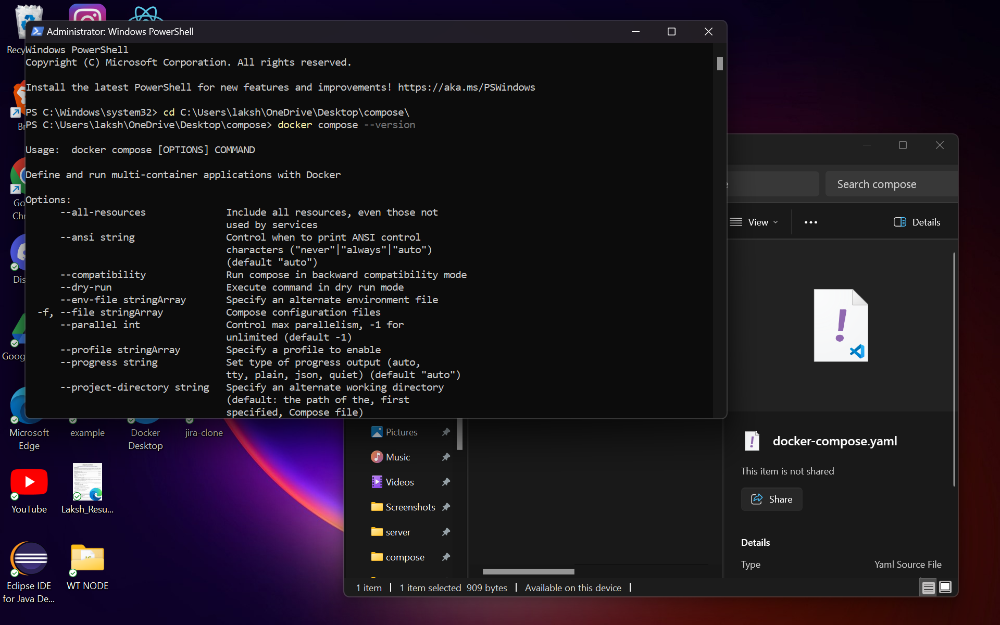 Administrator: Windows PowerShell
Windows PowerShell
Copyright (C) Microsoft Corporation. All rights reserved.
Install the latest PowerShell for new features and improvements! https://aka.ms/PSWindows
PS C:\Windows\system32> cd C:\Users\laksh\OneDrive\Desktop\compose\
PS C:\Users\laksh\OneDrive\Desktop\compose> docker compose --version
Usage:  docker compose [OPTIONS] COMMAND
Define and run multi-container applications with Docker
Options:
      --all-resources              Include all resources, even those not
                                   used by services
      --ansi string                Control when to print ANSI control
                                   characters ("never"|"always"|"auto")
                                   (default "auto")
      --compatibility              Run compose in backward compatibility mode
      --dry-run                    Execute command in dry run mode
      --env-file stringArray       Specify an alternate environment file
  -f, --file stringArray           Compose configuration files
      --parallel int               Control max parallelism, -1 for
                                   unlimited (default -1)
      --profile stringArray        Specify a profile to enable
      --progress string            Set type of progress output (auto,
                                   tty, plain, json, quiet) (default "auto")
      --project-directory string   Specify an alternate working directory
                                   (default: the path of the, first
                                   specified, Compose file)
Search compose
View
Details
docker-compose.yaml
This item is not shared
Share
Details
Type Yaml Source File
Pictures
Music
Videos
Screenshots
server
compose
1 item
1 item selected 909 bytes
Available on this device
Recy
Br
Go
Chr
Dis
Goog
Microsoft
Edge
example
Docker
Desktop
jira-clone
YouTube
Laksh_Resu...
Eclipse IDE
for Java De...
WT NODE